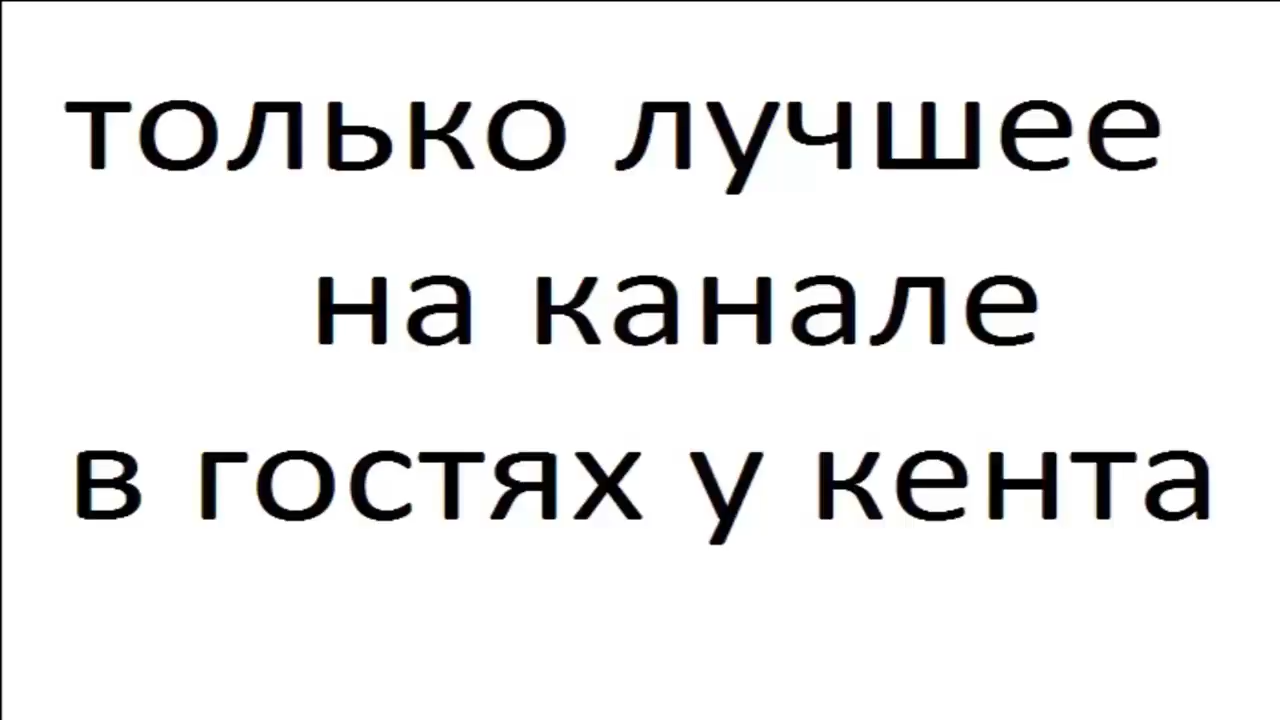 только лучшее
на канале
в гостях у кента